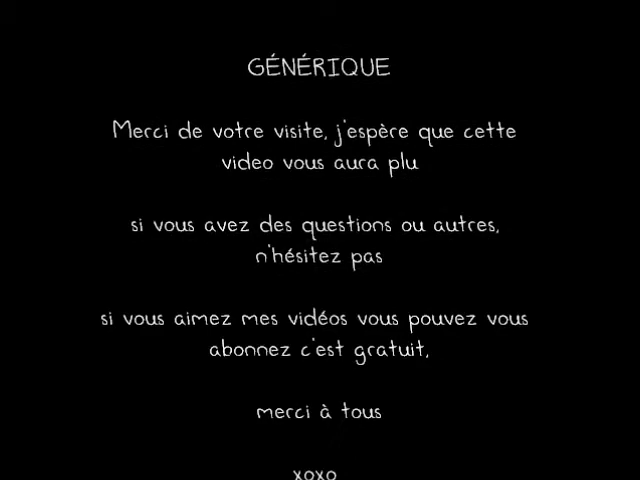 GÉNÉRIQUE
Merci de votre visite, j'espère que cette
video vous aura plu
si vous avez des questions ou autres,
n'hésitez pas
si vous aimez mes vidéos vous pouvez vous
abonnez c'est gratuit,
merci à tous
xoxo